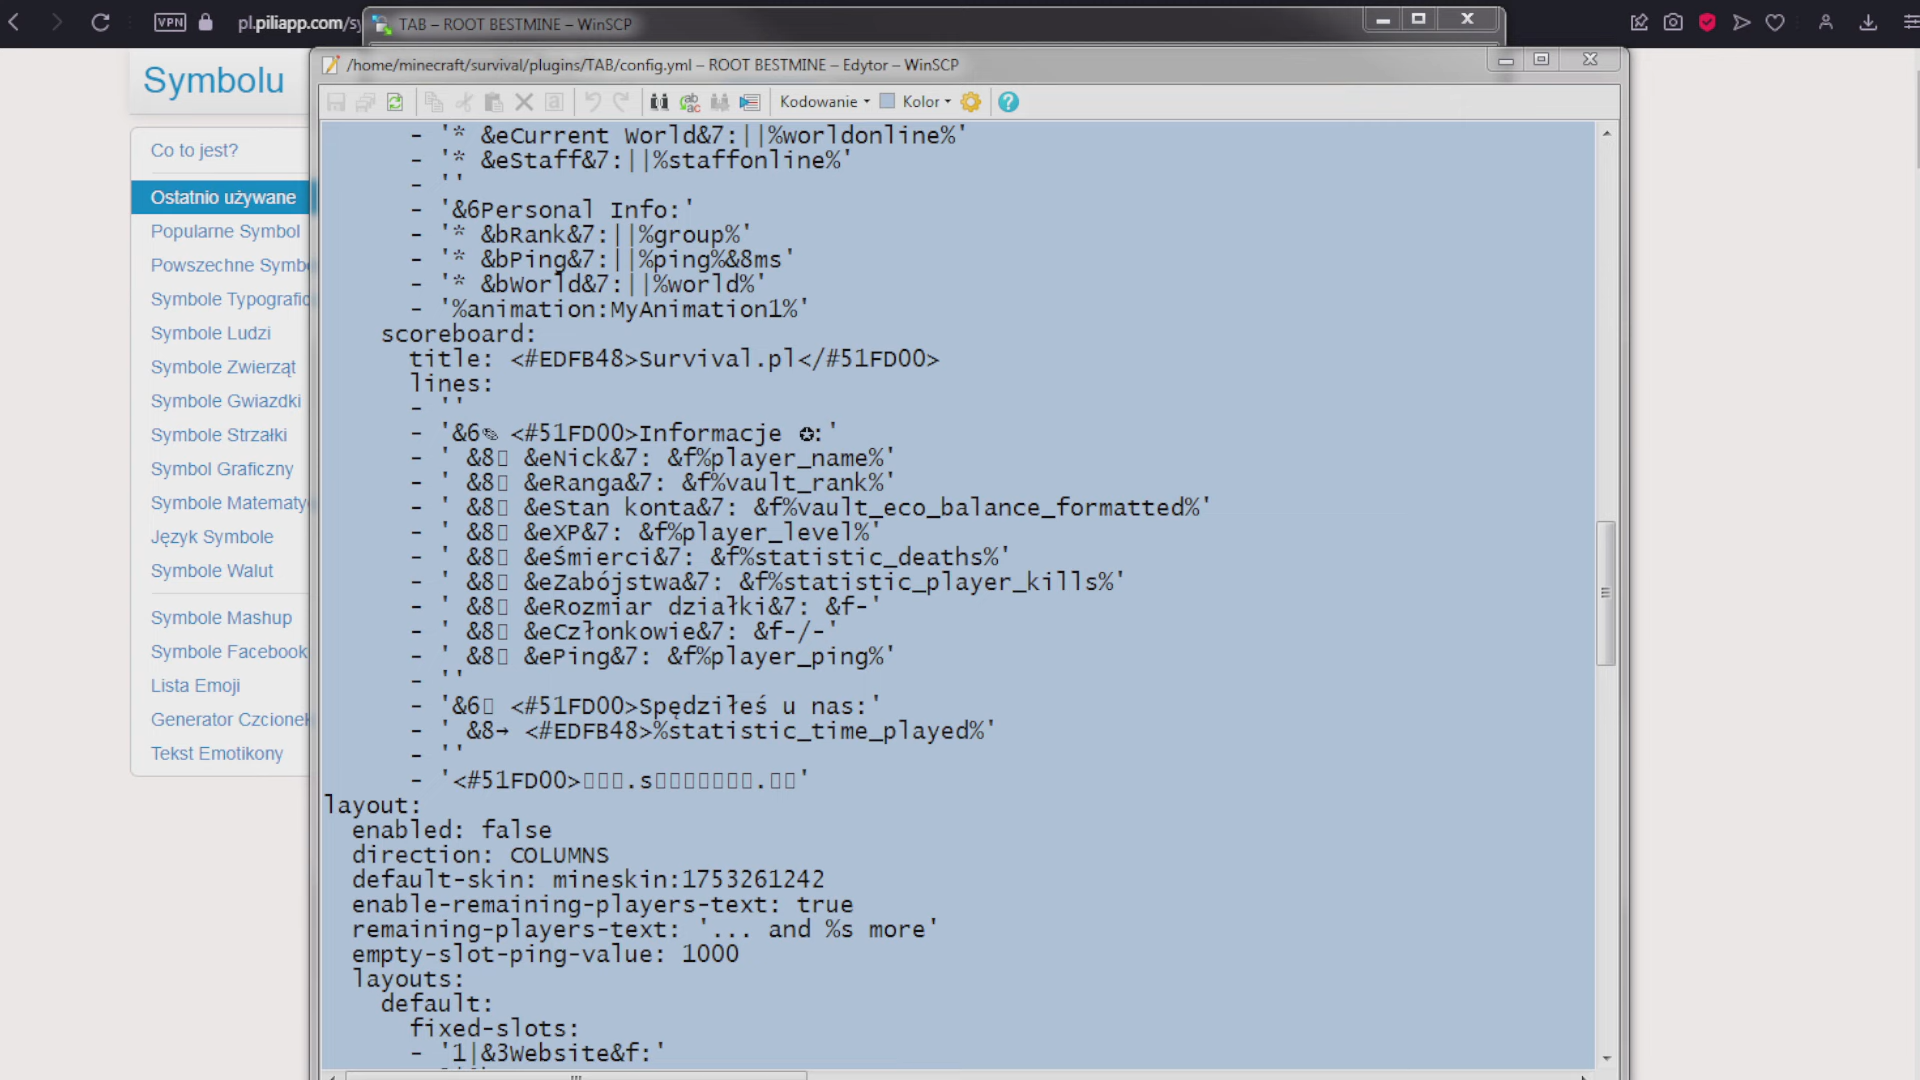 VPN pl.piliapp.com/sy
TAB – ROOT BESTMINE – WinSCP
/home/minecraft/survival/plugins/TAB/config.yml – ROOT BESTMINE – Edytor – WinSCP
Kodowanie
Kolor
Symbolu
Co to jest?
Ostatnio używane
Popularne Symbol
Powszechne Symb
Symbole Typografic
Symbole Ludzi
Symbole Zwierząt
Symbole Gwiazdki
Symbole Strzałki
Symbol Graficzny
Symbole Matematy
Język Symbole
Symbole Walut
Symbole Mashup
Symbole Facebook
Lista Emoji
Generator Czcionek
Tekst Emotikony
- '* &eCurrent World&7:||%worldonline%'
- '* &eStaff&7:||%staffonline%'
- ''
- '&6Personal Info:'
- '* &bRank&7:||%group%'
- '* &bPing&7:||%ping%&8ms'
- '* &bWorld&7:||%world%'
- '%animation:MyAnimation1%'
scoreboard:
title: <#EDFB48>Survival.pl</#51FD00>
lines:
- ''
- '&6✎ <#51FD00>Informacje ✪:'
- ' &8▯ &eNick&7: &f%player_name%'
- ' &8▯ &eRanga&7: &f%vault_rank%'
- ' &8▯ &eStan konta&7: &f%vault_eco_balance_formatted%'
- ' &8▯ &eXP&7: &f%player_level%'
- ' &8▯ &eŚmierci&7: &f%statistic_deaths%'
- ' &8▯ &eZabójstwa&7: &f%statistic_player_kills%'
- ' &8▯ &eRozmiar działki&7: &f-'
- ' &8▯ &eCzłonkowie&7: &f-/-'
- ' &8▯ &ePing&7: &f%player_ping%'
- ''
- '&6▯ <#51FD00>Spędziłeś u nas:'
- ' &8→ <#EDFB48>%statistic_time_played%'
- ''
- '<#51FD00>▯▯▯.s▯▯▯▯▯▯▯.▯▯'
layout:
enabled: false
direction: COLUMNS
default-skin: mineskin:1753261242
enable-remaining-players-text: true
remaining-players-text: '... and %s more'
empty-slot-ping-value: 1000
layouts:
default:
fixed-slots:
- '1|&3Website&f:'